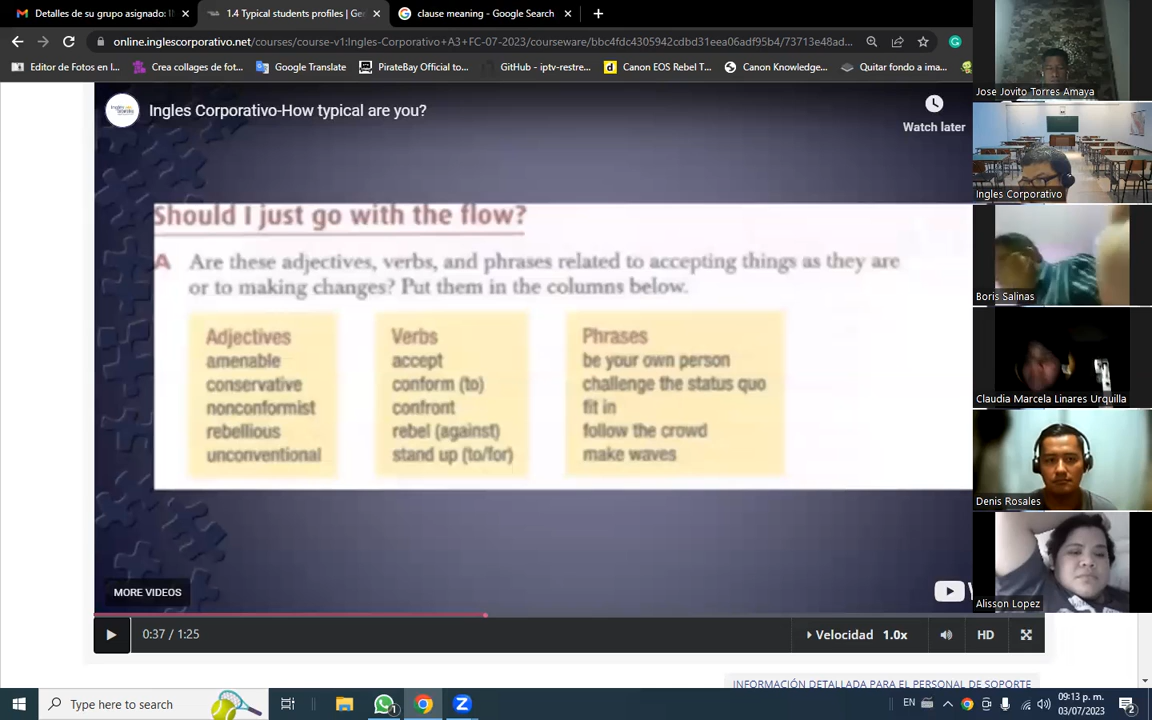 Detalles de su grupo asignado: II
1.4 Typical students profiles | Ge
clause meaning - Google Search
online.inglescorporativo.net/courses/course-v1:Ingles-Corporativo+A3+FC-07-2023/courseware/bbc4fdc4305942cdbd31eea06adf95b4/73713e48ad...
Editor de Fotos en l...
Crea collages de fot...
Google Translate
PirateBay Official to...
GitHub - iptv-restre...
Canon EOS Rebel T...
Canon Knowledge...
Quitar fondo a ima...
Ingles Corporativo-How typical are you?
Watch later
Should I just go with the flow?
A Are these adjectives, verbs, and phrases related to accepting things as they are
or to making changes? Put them in the columns below.
Adjectives
amenable
conservative
nonconformist
rebellious
unconventional
Verbs
accept
conform (to)
confront
rebel (against)
stand up (to/for)
Phrases
be your own person
challenge the status quo
fit in
follow the crowd
make waves
MORE VIDEOS
0:37 / 1:25
Velocidad 1.0x
HD
INFORMACIÓN DETALLADA PARA EL PERSONAL DE SOPORTE
Jose Jovito Torres Amaya
Ingles Corporativo
Boris Salinas
Claudia Marcela Linares Urquilla
Denis Rosales
Alisson Lopez
Type here to search
1
EN
09:13 p. m.
03/07/2023
2